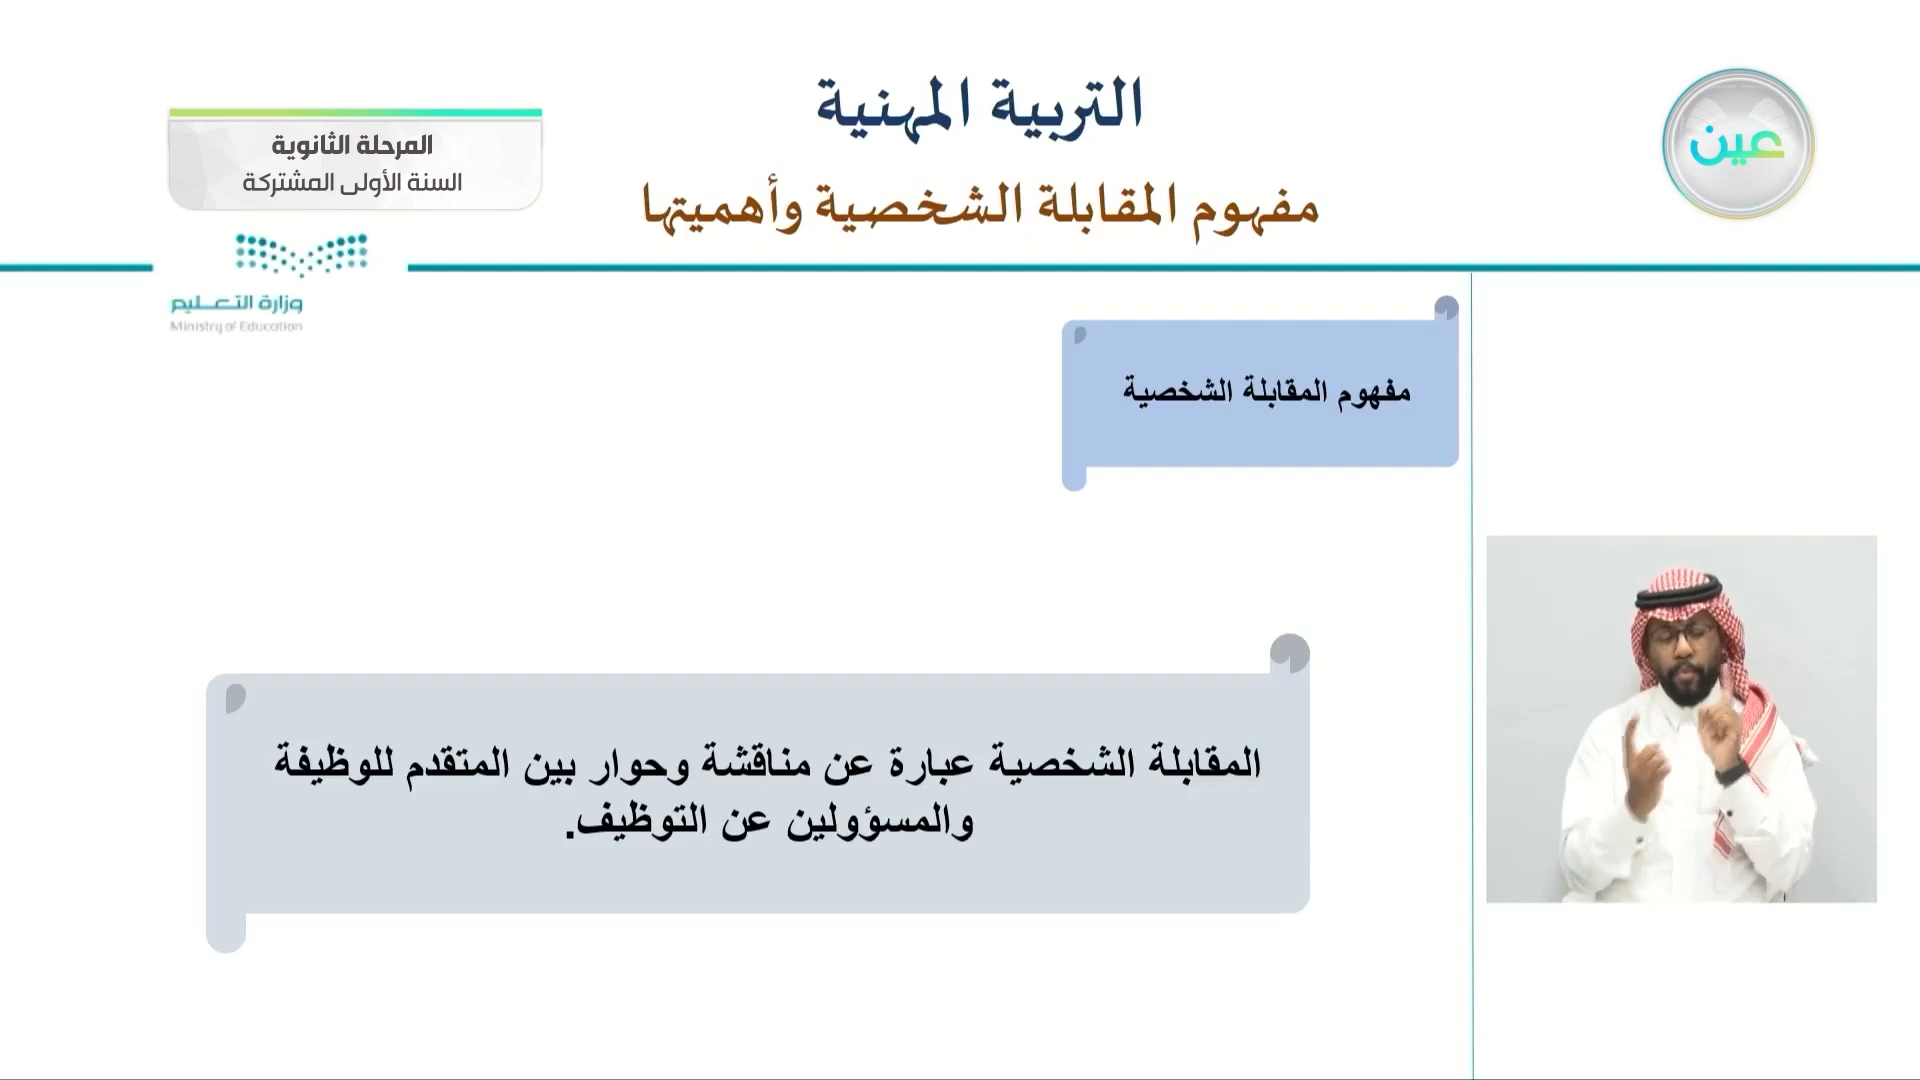 التربية المهنية
مفهوم المقابلة الشخصية وأهميتها
المرحلة الثانوية
السنة الأولى المشتركة
عين
وزارة التعليم
Ministry of Education
مفهوم المقابلة الشخصية
المقابلة الشخصية عبارة عن مناقشة وحوار بين المتقدم للوظيفة
والمسؤولين عن التوظيف.